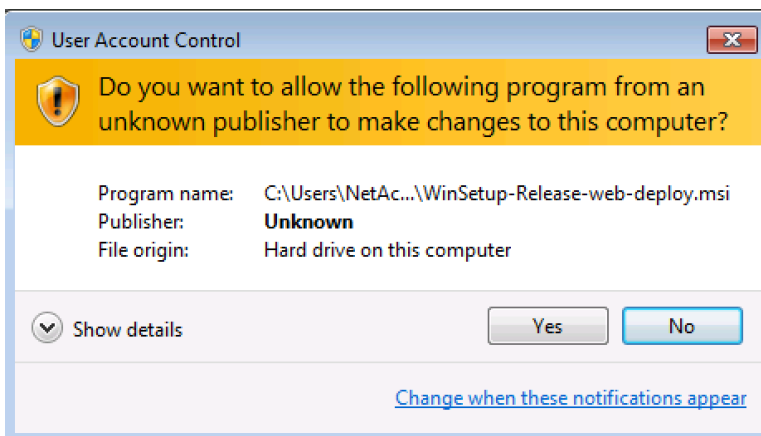 User Account Control
Do you want to allow the following program from an
unknown publisher to make changes to this computer?
Program name: C:\Users\NetAc...\WinSetup-Release-web-deploy.msi
Publisher: Unknown
File origin: Hard drive on this computer
Show details Yes No
Change when these notifications appear